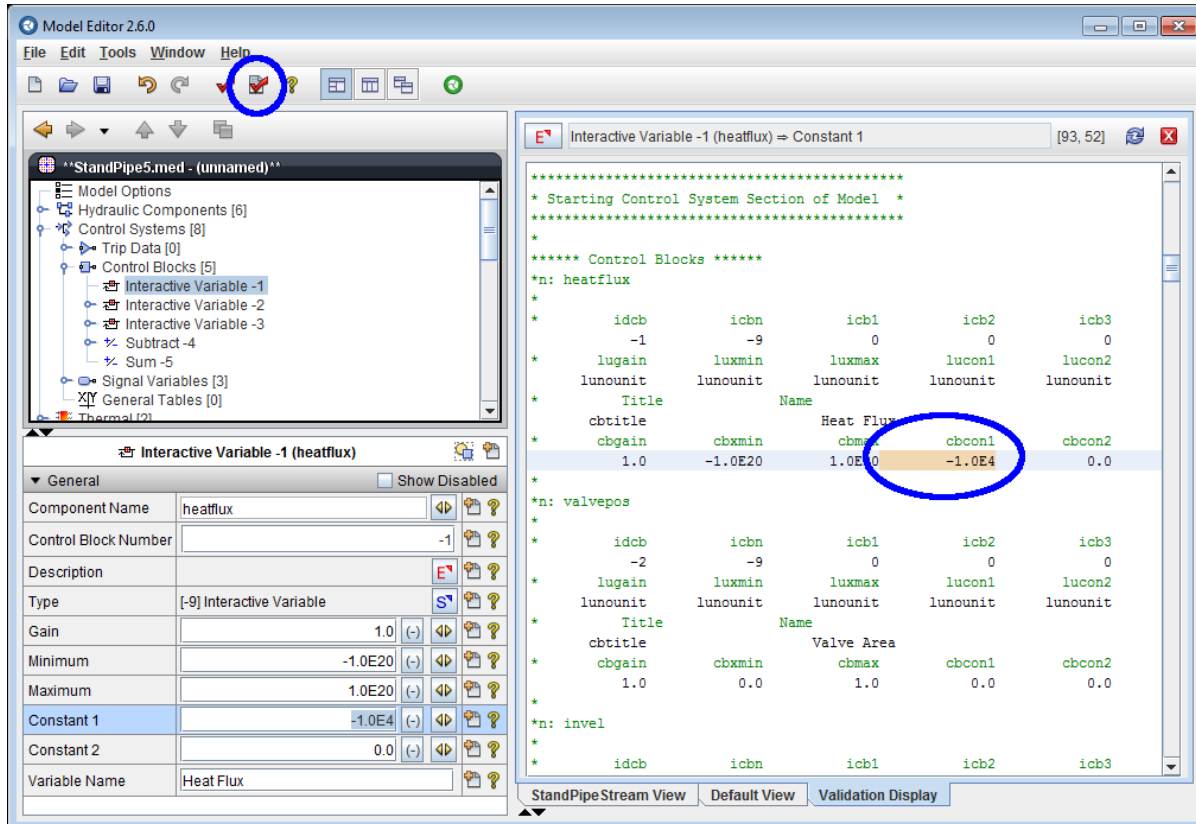 Model Editor 2.6.0
File Edit Tools Window Help
**StandPipe5.med - (unnamed)**
Model Options
Hydraulic Components [6]
Control Systems [8]
Trip Data [0]
Control Blocks [5]
Interactive Variable -1
Interactive Variable -2
Interactive Variable -3
Subtract -4
Sum -5
Signal Variables [3]
General Tables [0]
Thermal [2]
Interactive Variable -1 (heatflux)
General Show Disabled
Component Name heatflux
Control Block Number -1
Description E
Type [-9] Interactive Variable S
Gain 1.0 (-)
Minimum -1.0E20 (-)
Maximum 1.0E20 (-)
Constant 1 -1.0E4 (-)
Constant 2 0.0 (-)
Variable Name Heat Flux
E Interactive Variable -1 (heatflux) ⇒ Constant 1 [93, 52]
*********************************************
* Starting Control System Section of Model *
*********************************************
*
****** Control Blocks ******
*n: heatflux
*
* idcb icbn icb1 icb2 icb3
-1 -9 0 0 0
* lugain luxmin luxmax lucon1 lucon2
lunounit lunounit lunounit lunounit lunounit
* Title Name
cbtitle Heat Flux
* cbgain cbxmin cbmax cbcon1 cbcon2
1.0 -1.0E20 1.0E20 -1.0E4 0.0
*
*n: valvepos
*
* idcb icbn icb1 icb2 icb3
-2 -9 0 0 0
* lugain luxmin luxmax lucon1 lucon2
lunounit lunounit lunounit lunounit lunounit
* Title Name
cbtitle Valve Area
* cbgain cbxmin cbmax cbcon1 cbcon2
1.0 0.0 1.0 0.0 0.0
*
*n: invel
*
* idcb icbn icb1 icb2 icb3
StandPipeStream View Default View Validation Display